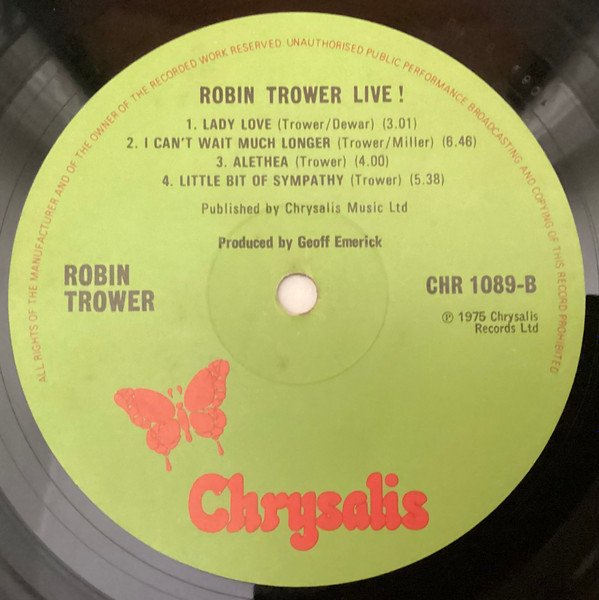 ALL RIGHTS OF THE MANUFACTURER AND OF THE OWNER OF THE RECORDED WORK RESERVED. UNAUTHORISED PUBLIC PERFORMANCE BROADCASTING AND COPYING OF THIS RECORD PROHIBITED
ROBIN TROWER LIVE!
1. LADY LOVE (Trower/Dewar) (3.01)
2. I CAN'T WAIT MUCH LONGER (Trower/Miller) (6.46)
3. ALETHEA (Trower) (4.00)
4. LITTLE BIT OF SYMPATHY (Trower) (5.38)
Published by Chrysalis Music Ltd
Produced by Geoff Emerick
ROBIN
TROWER
CHR 1089-B
℗ 1975 Chrysalis
Records Ltd
Chrysalis